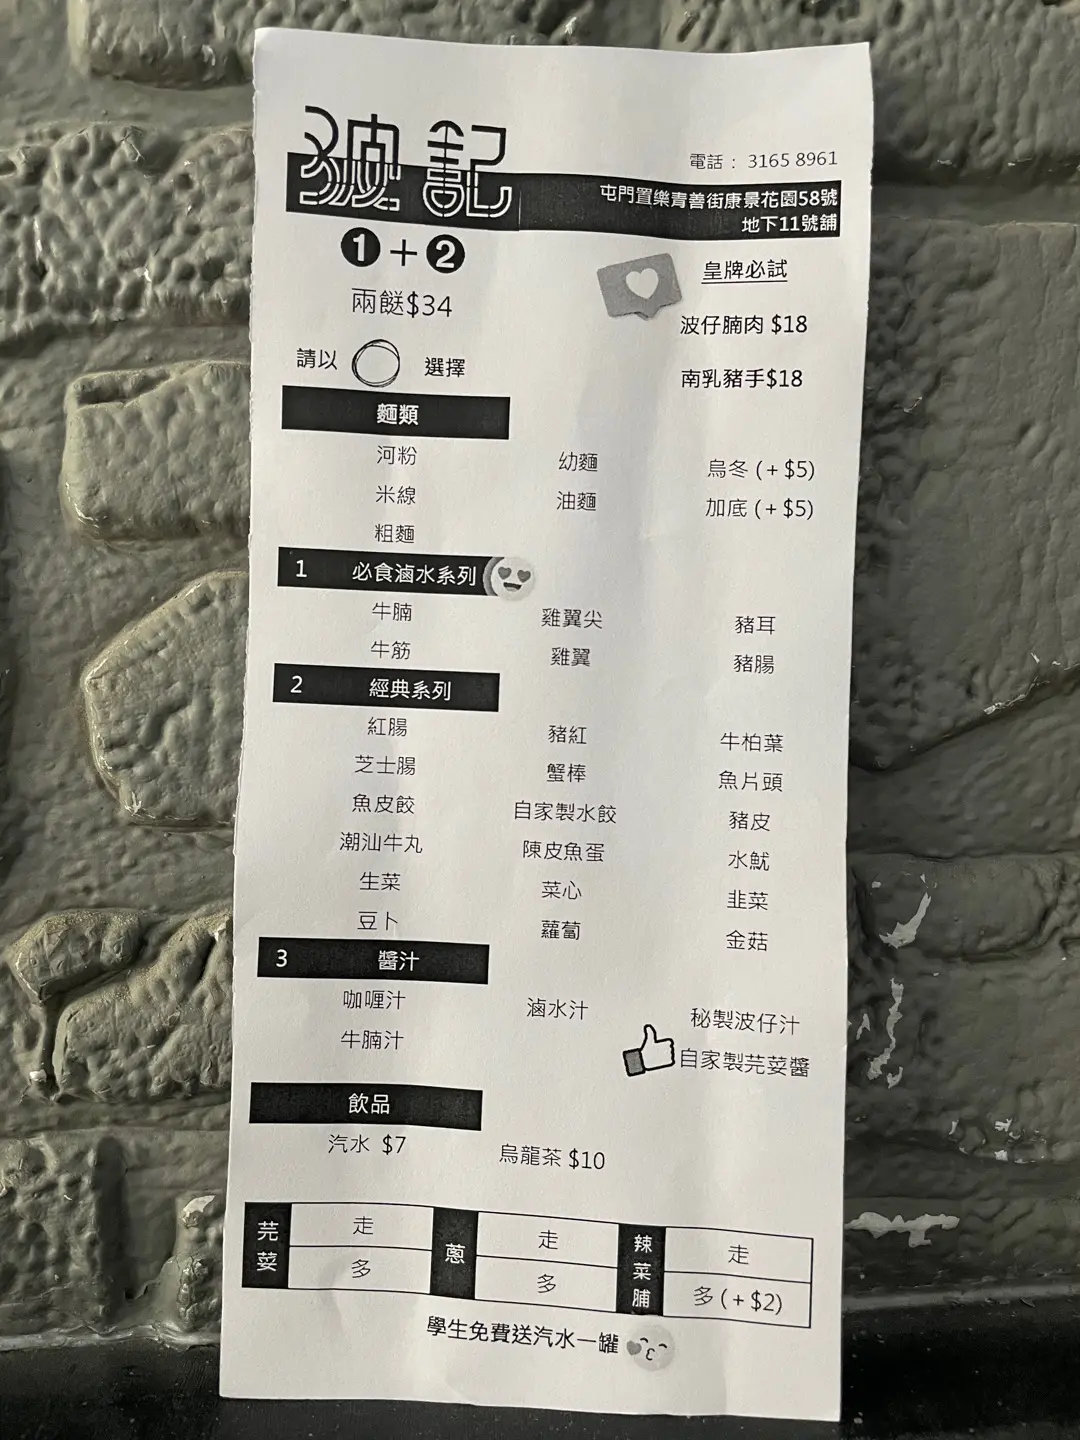 波記
電話： 3165 8961
屯門置樂青善街康景花園58號
地下11號舖
1+2
兩餸$34
皇牌必試
波仔腩肉 $18
南乳豬手$18
請以 選擇
麵類
河粉 幼麵 烏冬 (+ $5)
米線 油麵 加底 (+ $5)
粗麵
1 必食滷水系列
牛腩 雞翼尖 豬耳
牛筋 雞翼 豬腸
2 經典系列
紅腸 豬紅 牛柏葉
芝士腸 蟹棒 魚片頭
魚皮餃 自家製水餃 豬皮
潮汕牛丸 陳皮魚蛋 水魷
生菜 菜心 韭菜
豆卜 蘿蔔 金菇
3 醬汁
咖喱汁 滷水汁 秘製波仔汁
牛腩汁 自家製芫荽醬
飲品
汽水 $7 烏龍茶 $10
芫荽 走 蔥 走 辣菜脯 走
多 多 多 (+ $2)
學生免費送汽水一罐